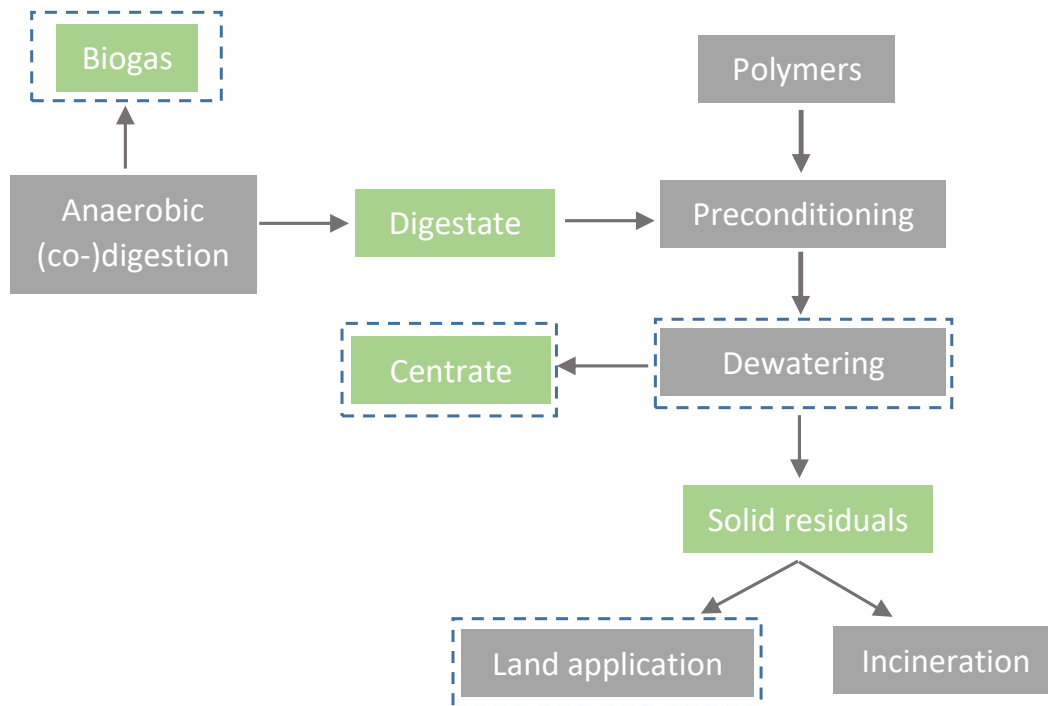 Biogas
Polymers
Anaerobic
(co-)digestion
Digestate
Preconditioning
Centrate
Dewatering
Solid residuals
Land application
Incineration